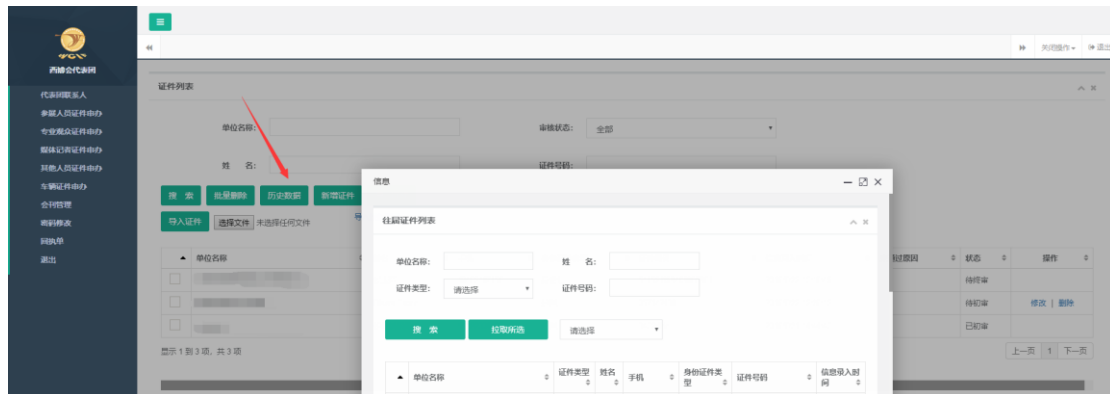 西博会代表团
代表团联系人
参展人员证件申办
专业观众证件申办
媒体记者证件申办
其他人员证件申办
车辆证件申办
会刊管理
密码修改
回执单
退出
关闭操作 退出
证件列表
单位名称: 审核状态: 全部
姓 名: 证件号码:
搜 索 批量删除 历史数据 新增证件
导入证件 选择文件 未选择任何文件
单位名称 状态 操作
待终审
待初审 修改 | 删除
已初审
显示 1 到 3 项, 共 3 项 上一页 1 下一页
信息
往届证件列表
单位名称: 姓 名:
证件类型: 请选择 证件号码:
搜 索 拉取所选 请选择
单位名称 证件类型 姓名 手机 身份证件类型 证件号码 信息录入时间